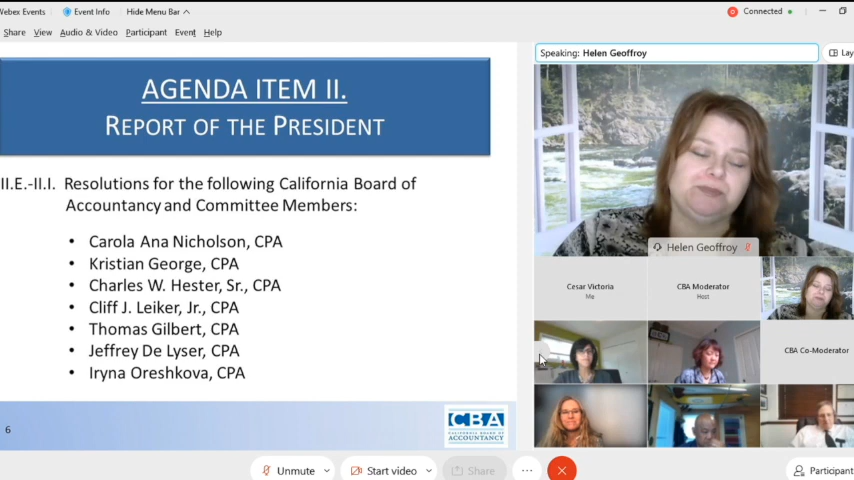 Webex Events
Event Info
Hide Menu Bar
Connected
Share View Audio & Video Participant Event Help
Speaking: Helen Geoffroy
Lay
AGENDA ITEM II.
REPORT OF THE PRESIDENT
II.E.-II.I. Resolutions for the following California Board of
Accountancy and Committee Members:
• Carola Ana Nicholson, CPA
• Kristian George, CPA
• Charles W. Hester, Sr., CPA
• Cliff J. Leiker, Jr., CPA
• Thomas Gilbert, CPA
• Jeffrey De Lyser, CPA
• Iryna Oreshkova, CPA
6
CBA
CALIFORNIA BOARD OF
ACCOUNTANCY
Helen Geoffroy
Cesar Victoria
Me
CBA Moderator
Host
CBA Co-Moderator
Unmute
Start video
Share
Participant